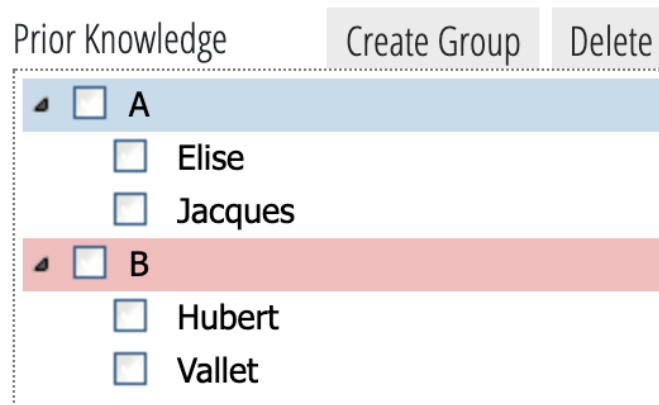 Prior Knowledge Create Group Delete
A
Elise
Jacques
B
Hubert
Vallet